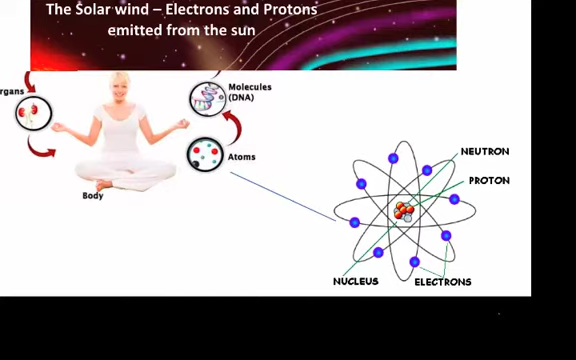 The Solar wind – Electrons and Protons
emitted from the sun
rgans
Molecules
(DNA)
Atoms
Body
NEUTRON
PROTON
NUCLEUS
ELECTRONS